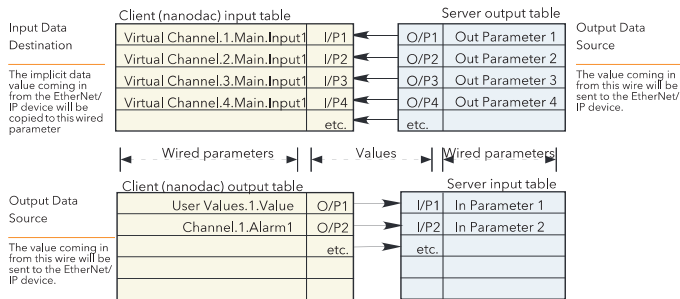 Client (nanodac) input table
Server output table
Input Data
Destination
The implicit data
value coming in
from the EtherNet/
IP device will be
copied to this wired
parameter
Virtual Channel.1.Main.Input1 I/P1 O/P1 Out Parameter 1
Virtual Channel.2.Main.Input1 I/P2 O/P2 Out Parameter 2
Virtual Channel.3.Main.Input1 I/P3 O/P3 Out Parameter 3
Virtual Channel.4.Main.Input1 I/P4 O/P4 Out Parameter 4
etc. etc.
Output Data
Source
The value coming in
from this wire will be
sent to the EtherNet/
IP device.
Wired parameters Values Wired parameters
Client (nanodac) output table
Server input table
Output Data
Source
The value coming in
from this wire will be
sent to the EtherNet/
IP device.
User Values.1.Value O/P1 I/P1 In Parameter 1
Channel.1.Alarm1 O/P2 I/P2 In Parameter 2
etc. etc.